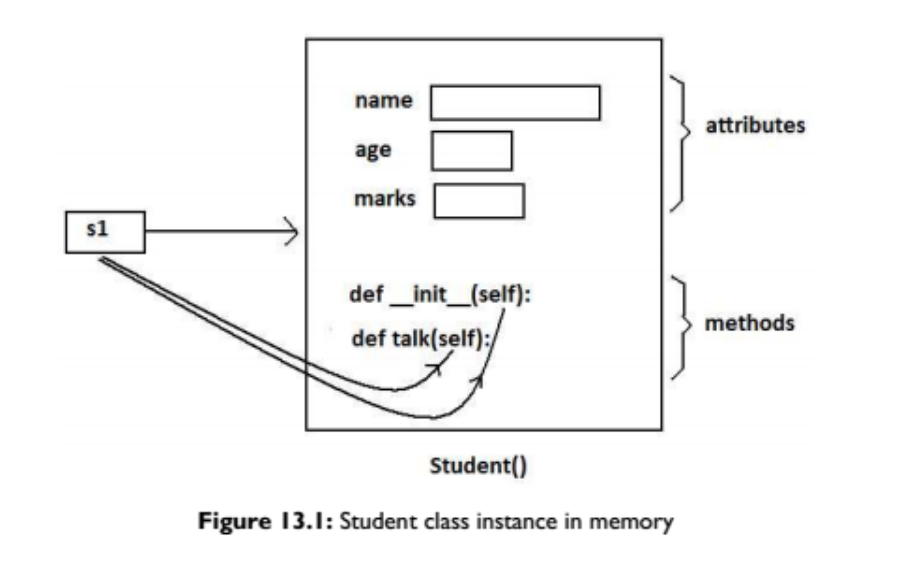 name
attributes
age
marks
s1
def __init__(self):
methods
def talk(self):
Student()
Figure 13.1: Student class instance in memory